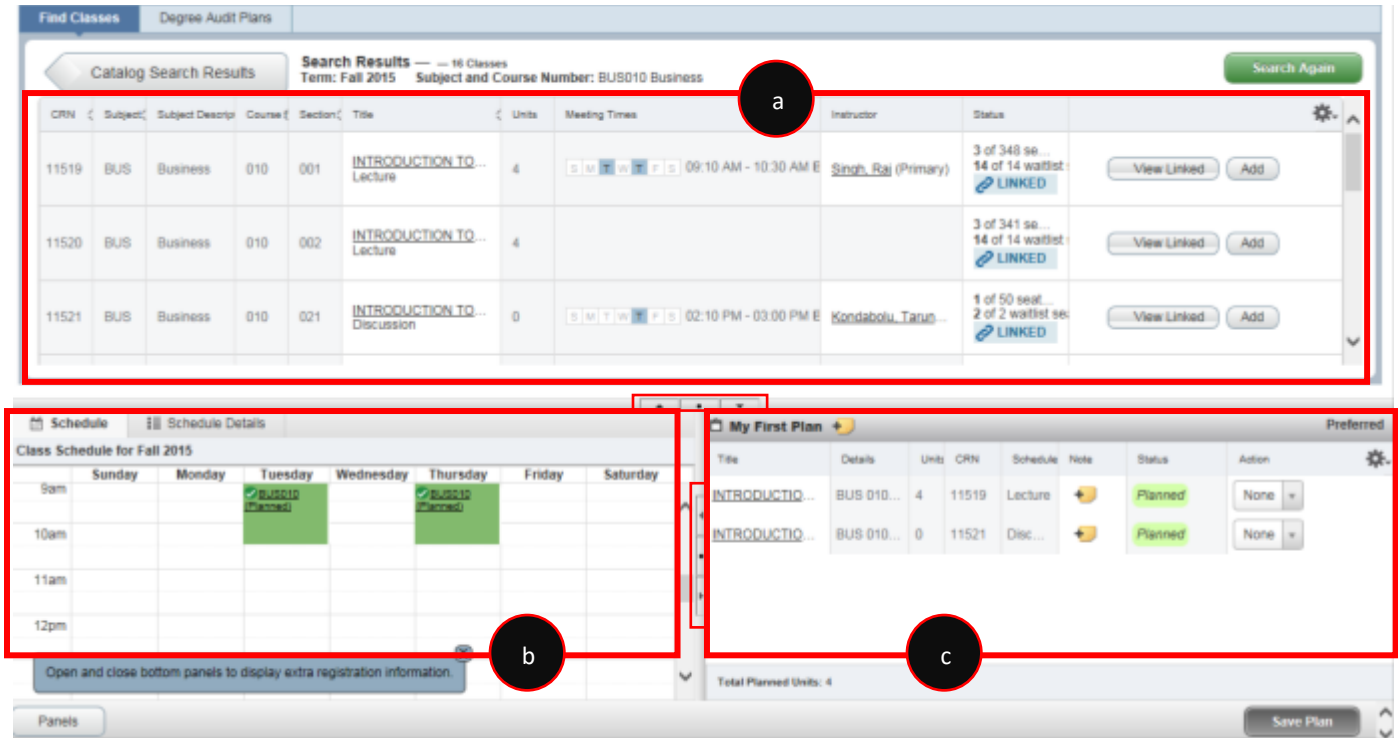 Find Classes Degree Audit Plans
Catalog Search Results
Search Results — — 16 Classes
Term: Fall 2015 Subject and Course Number: BUS010 Business
Search Again
a
CRN Subject Subject Descrip Course Section Title Units Meeting Times Instructor Status
11519 BUS Business 010 001 INTRODUCTION TO... Lecture 4 S M T W T F S 09:10 AM - 10:30 AM E Singh, Raj (Primary) 3 of 348 se... 14 of 14 waitlist LINKED View Linked Add
11520 BUS Business 010 002 INTRODUCTION TO... Lecture 4 3 of 341 se... 14 of 14 waitlist LINKED View Linked Add
11521 BUS Business 010 021 INTRODUCTION TO... Discussion 0 S M T W T F S 02:10 PM - 03:00 PM E Kondabolu, Tarun... 1 of 50 seat... 2 of 2 waitlist se LINKED View Linked Add
Schedule Schedule Details
Class Schedule for Fall 2015
Sunday Monday Tuesday Wednesday Thursday Friday Saturday
9am BUS010 (Planned) BUS010 (Planned)
10am
11am
12pm
b
Open and close bottom panels to display extra registration information.
My First Plan Preferred
Title Details Units CRN Schedule Note Status Action
INTRODUCTIO... BUS 010... 4 11519 Lecture Planned None
INTRODUCTIO... BUS 010... 0 11521 Disc... Planned None
c
Total Planned Units: 4
Panels Save Plan